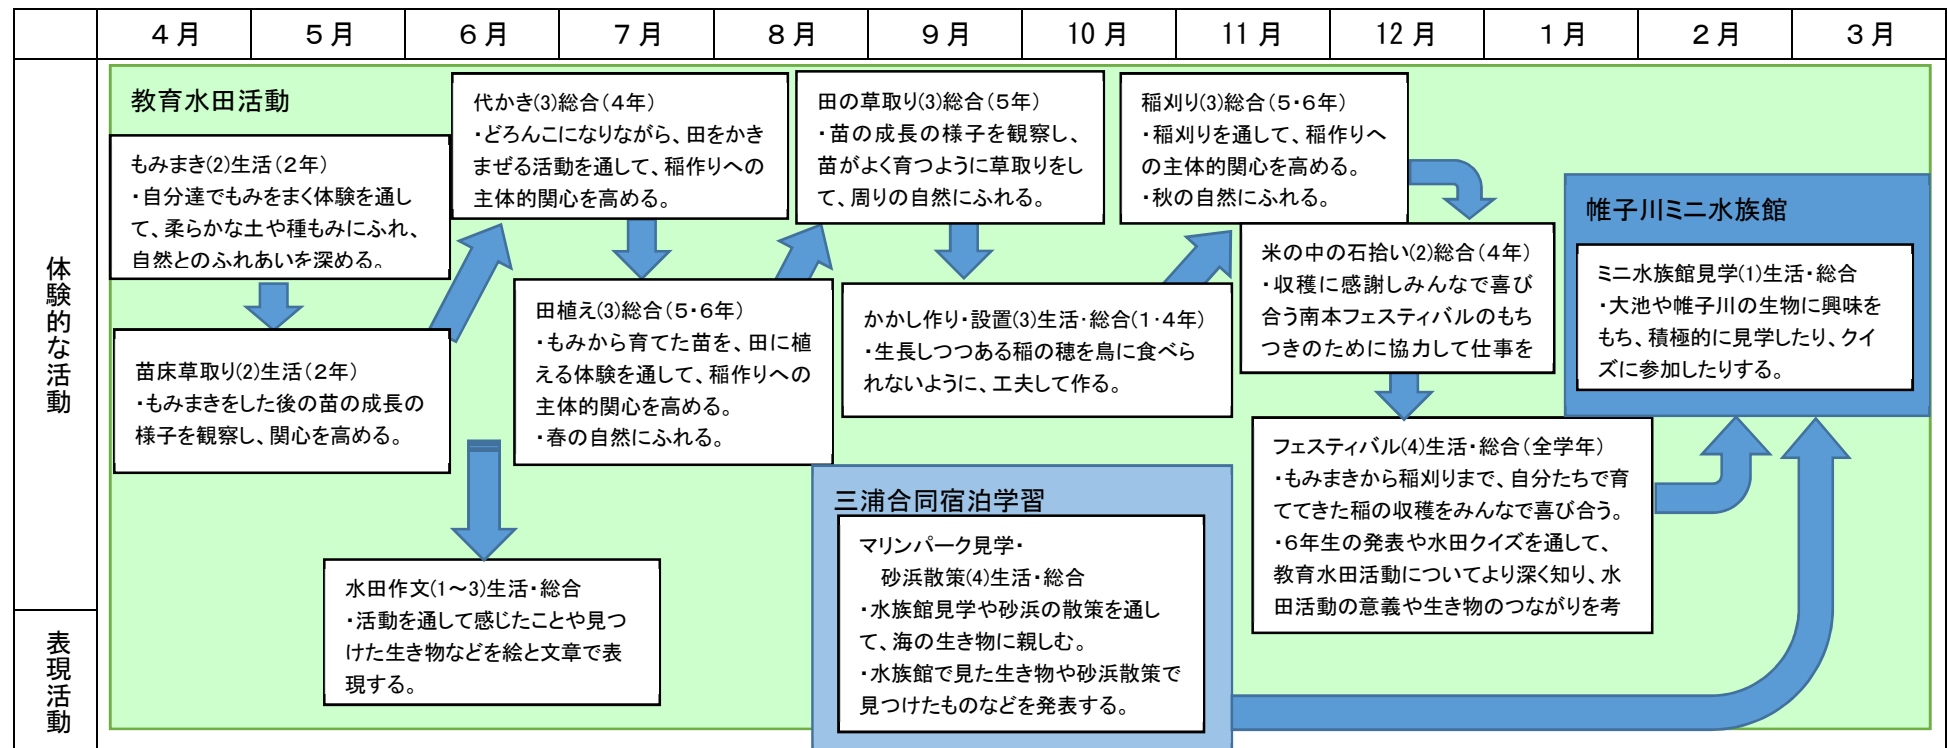 4月
5月
6月
7月
8月
9月
10月
11月
12月
1月
2月
3月
体験的な活動
表現活動
教育水田活動
もみまき(2)生活(2年)
・自分達でもみをまく体験を通し
て、柔らかな土や種もみにふれ、
自然とのふれあいを深める。
苗床草取り(2)生活(2年)
・もみまきをした後の苗の成長の
様子を観察し、関心を高める。
代かき(3)総合(4年)
・どろんこになりながら、田をかき
まぜる活動を通して、稲作りへの
主体的関心を高める。
田植え(3)総合(5・6年)
・もみから育てた苗を、田に植
える体験を通して、稲作りへの
主体的関心を高める。
・春の自然にふれる。
水田作文(1~3)生活・総合
・活動を通して感じたことや見つ
けた生き物などを絵と文章で表
現する。
田の草取り(3)総合(5年)
・苗の成長の様子を観察し、
苗がよく育つように草取りをし
て、周りの自然にふれる。
かかし作り・設置(3)生活・総合(1・4年)
・生長しつつある稲の穂を鳥に食べら
れないように、工夫して作る。
三浦合同宿泊学習
マリンパーク見学・
砂浜散策(4)生活・総合
・水族館見学や砂浜の散策を通し
て、海の生き物に親しむ。
・水族館で見た生き物や砂浜散策で
見つけたものなどを発表する。
稲刈り(3)総合(5・6年)
・稲刈りを通して、稲作りへ
の主体的関心を高める。
・秋の自然にふれる。
米の中の石拾い(2)総合(4年)
・収穫に感謝しみんなで喜び
合う南本フェスティバルのもち
つきのために協力して仕事を
フェスティバル(4)生活・総合(全学年)
・もみまきから稲刈りまで、自分たちで育
ててきた稲の収穫をみんなで喜び合う。
・6年生の発表や水田クイズを通して、
教育水田活動についてより深く知り、水
田活動の意義や生き物のつながりを考
帷子川ミニ水族館
ミニ水族館見学(1)生活・総合
・大池や帷子川の生物に興味を
もち、積極的に見学したり、クイ
ズに参加したりする。